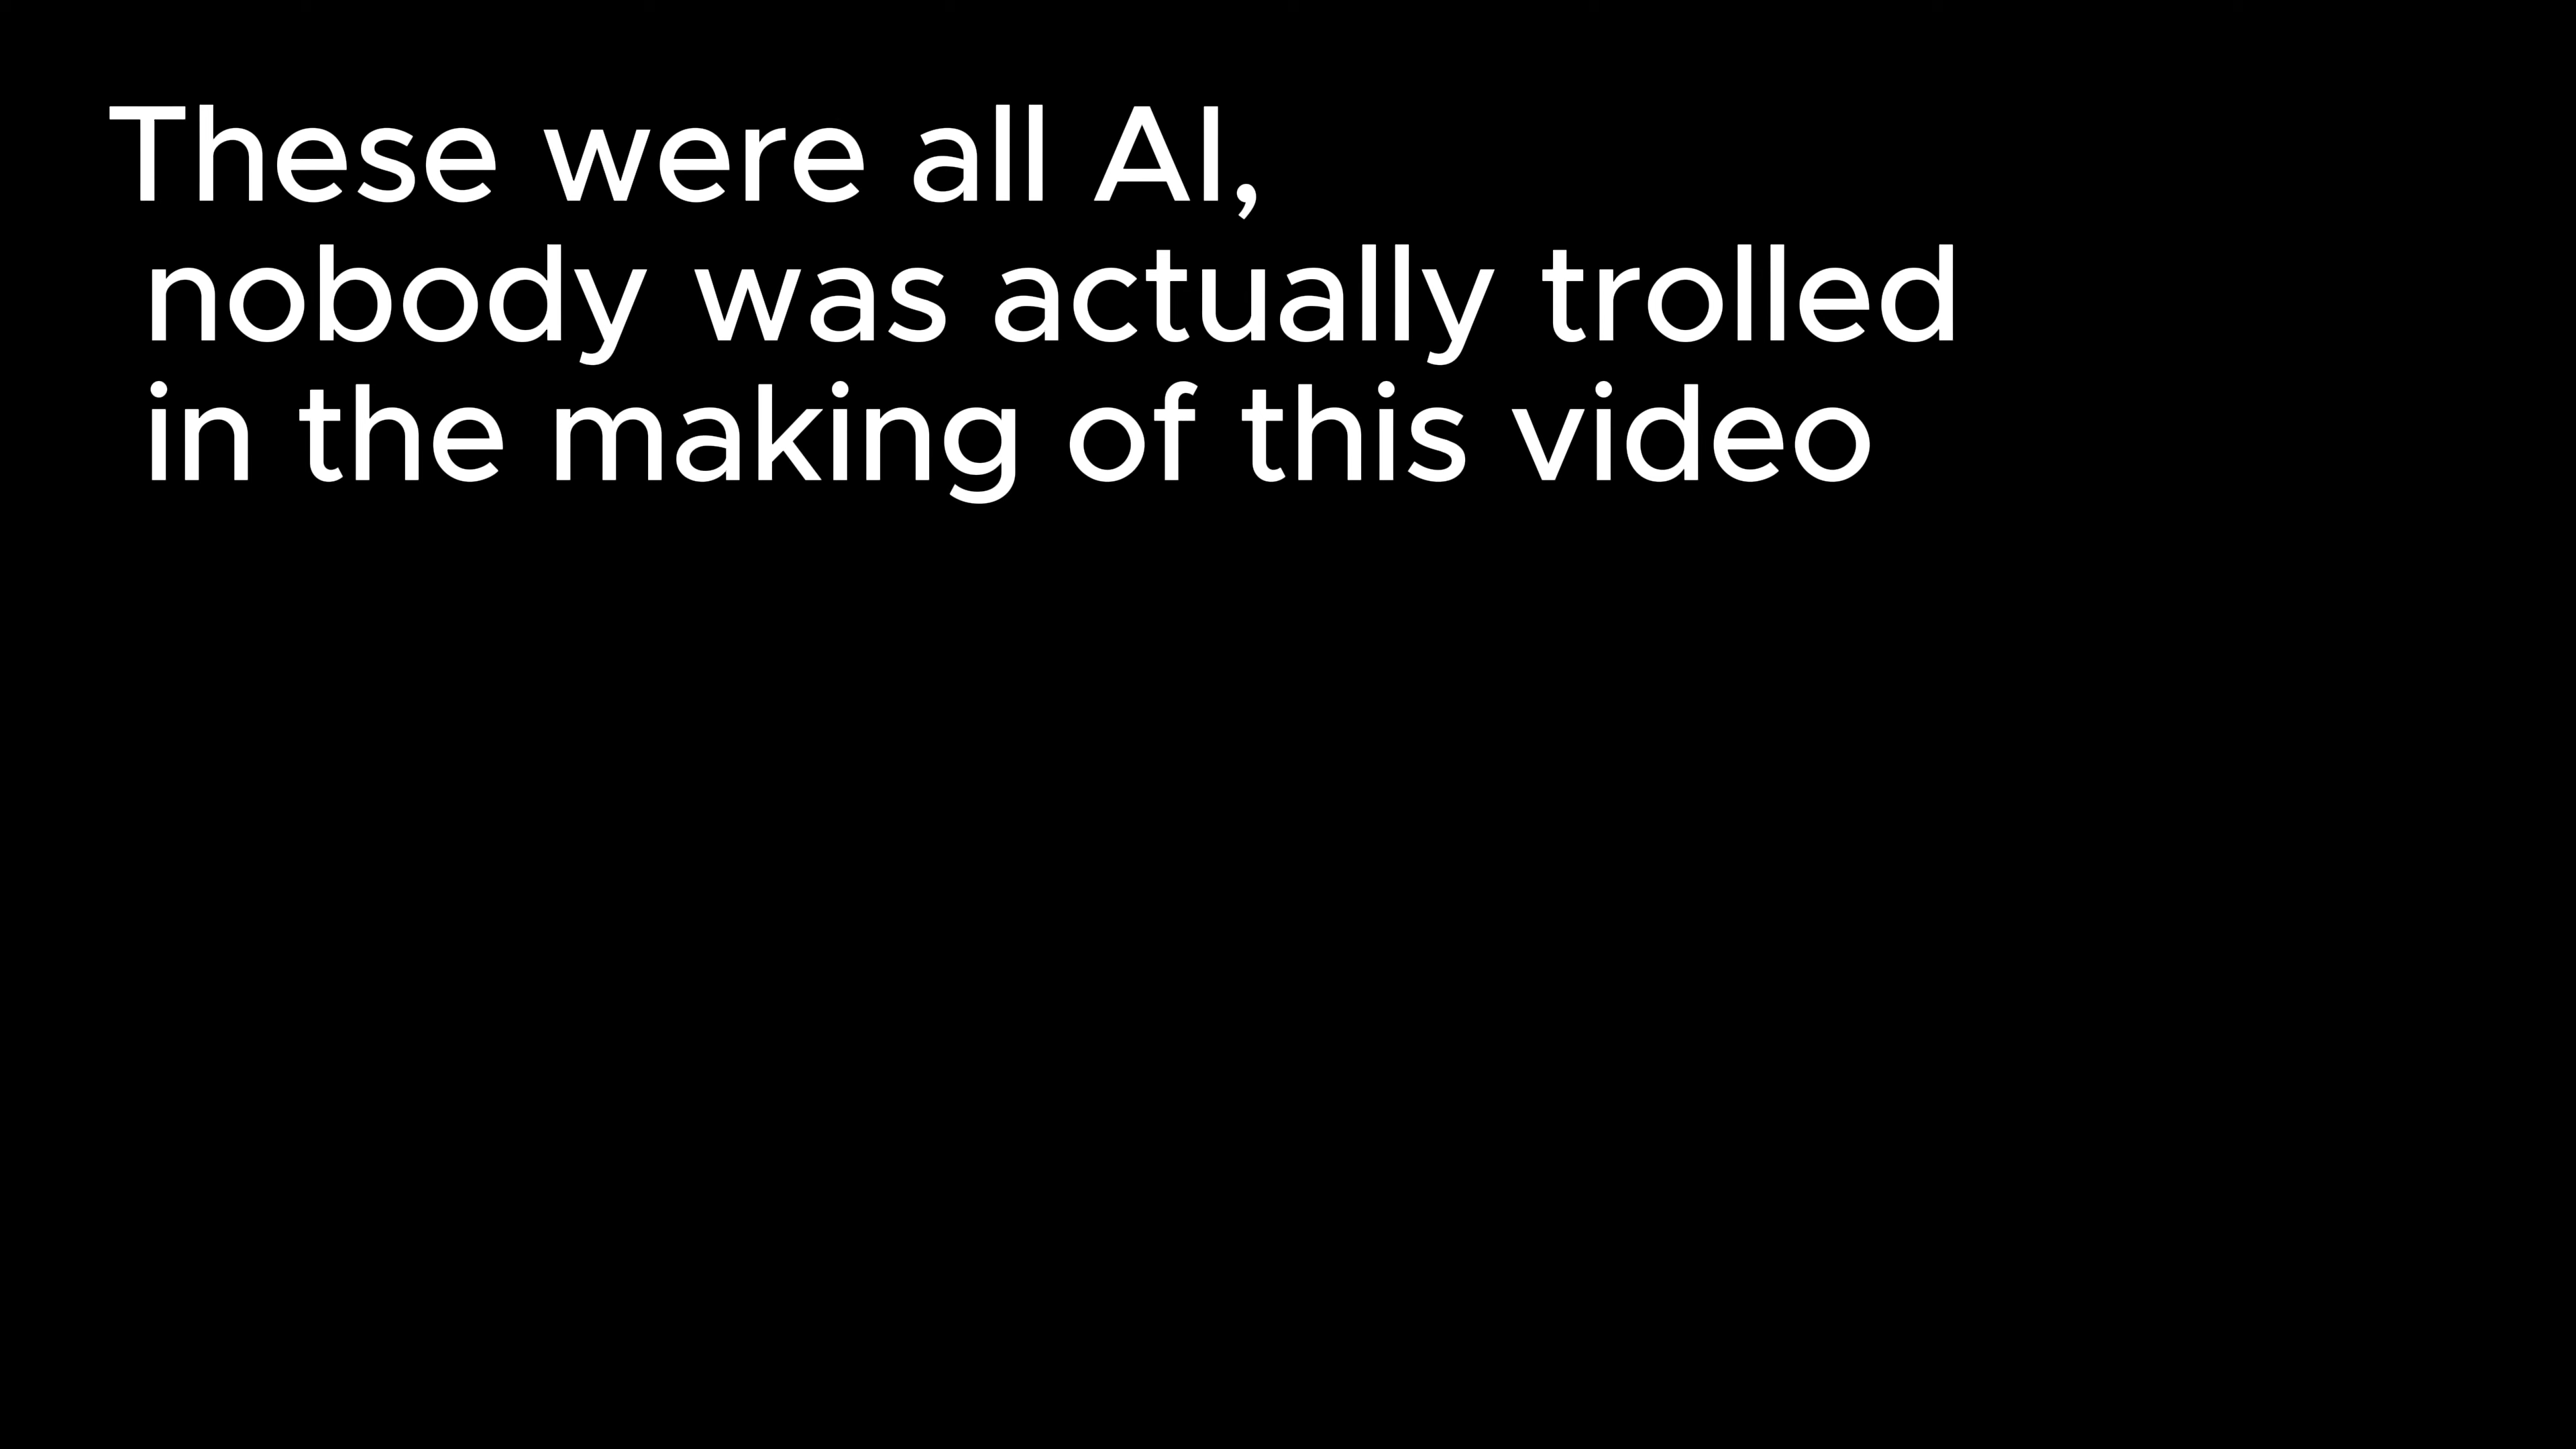 These were all AI,
nobody was actually trolled
in the making of this video